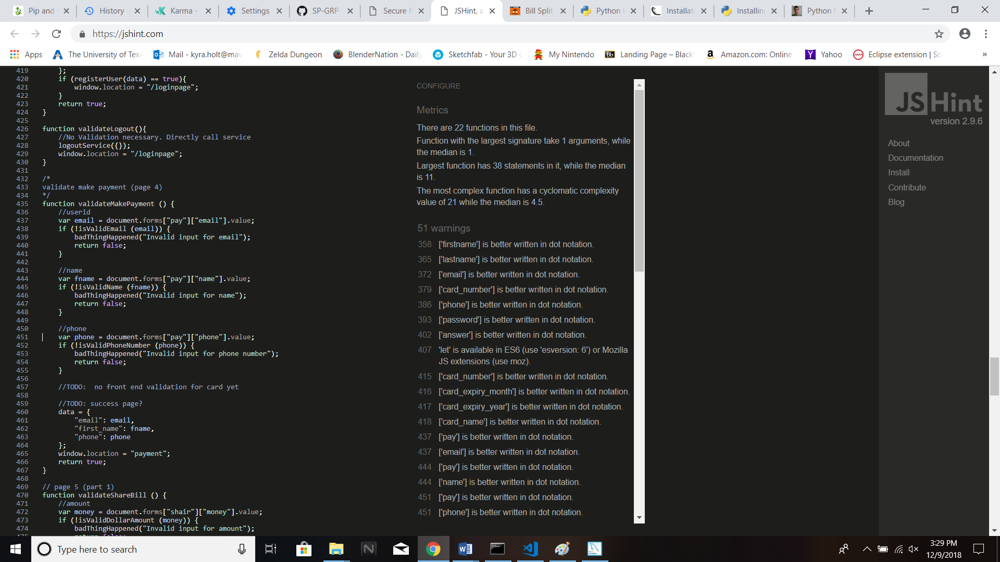 Pip and
History
Karma -
Settings
SP-GRP-
Secure P
JSHint, a
Bill Split
Python
Installati
Installing
Python
https://jshint.com
Apps
The University of Texa
Mail - kyra.holt@mav
Zelda Dungeon
BlenderNation - Daily
Sketchfab - Your 3D c
My Nintendo
Bb
Landing Page – Black
Amazon.com: Online
Yahoo
Eclipse extension | So
»
419 };
420 if (registerUser(data) == true){
421 window.location = "/loginpage";
422 }
423 return true;
424 }
425
426 function validateLogout(){
427 //No Validation necessary. Directly call service
428 logoutService({});
429 window.location = "/loginpage";
430 }
431
432 /*
433 validate make payment (page 4)
434 */
435 function validateMakePayment () {
436 //userid
437 var email = document.forms["pay"]["email"].value;
438 if (!isValidEmail (email)) {
439 badThingHappened("Invalid input for email");
440 return false;
441 }
442
443 //name
444 var fname = document.forms["pay"]["name"].value;
445 if (!isValidName (fname)) {
446 badThingHappened("Invalid input for name");
447 return false;
448 }
449
450 //phone
451 var phone = document.forms["pay"]["phone"].value;
452 if (!isValidPhoneNumber (phone)) {
453 badThingHappened("Invalid input for phone number");
454 return false;
455 }
456
457 //TODO:  no front end validation for card yet
458
459 //TODO: success page?
460 data = {
461 "email": email,
462 "first_name": fname,
463 "phone": phone
464 };
465 window.location = "payment";
466 return true;
467 }
468
469 // page 5 (part 1)
470 function validateShareBill () {
471 //amount
472 var money = document.forms["shair"]["money"].value;
473 if (!isValidDollarAmount (money)) {
474 badThingHappened("Invalid input for amount");
CONFIGURE
Metrics
There are 22 functions in this file.
Function with the largest signature take 1 arguments, while
the median is 1.
Largest function has 38 statements in it, while the median
is 11.
The most complex function has a cyclomatic complexity
value of 21 while the median is 4.5.
51 warnings
358 ['firstname'] is better written in dot notation.
365 ['lastname'] is better written in dot notation.
372 ['email'] is better written in dot notation.
379 ['card_number'] is better written in dot notation.
386 ['phone'] is better written in dot notation.
393 ['password'] is better written in dot notation.
402 ['answer'] is better written in dot notation.
407 'let' is available in ES6 (use 'esversion: 6') or Mozilla
JS extensions (use moz).
415 ['card_number'] is better written in dot notation.
416 ['card_expiry_month'] is better written in dot notation.
417 ['card_expiry_year'] is better written in dot notation.
418 ['card_name'] is better written in dot notation.
437 ['pay'] is better written in dot notation.
437 ['email'] is better written in dot notation.
444 ['pay'] is better written in dot notation.
444 ['name'] is better written in dot notation.
451 ['pay'] is better written in dot notation.
451 ['phone'] is better written in dot notation.
JSHint
version 2.9.6
About
Documentation
Install
Contribute
Blog
Type here to search
3:29 PM
12/9/2018